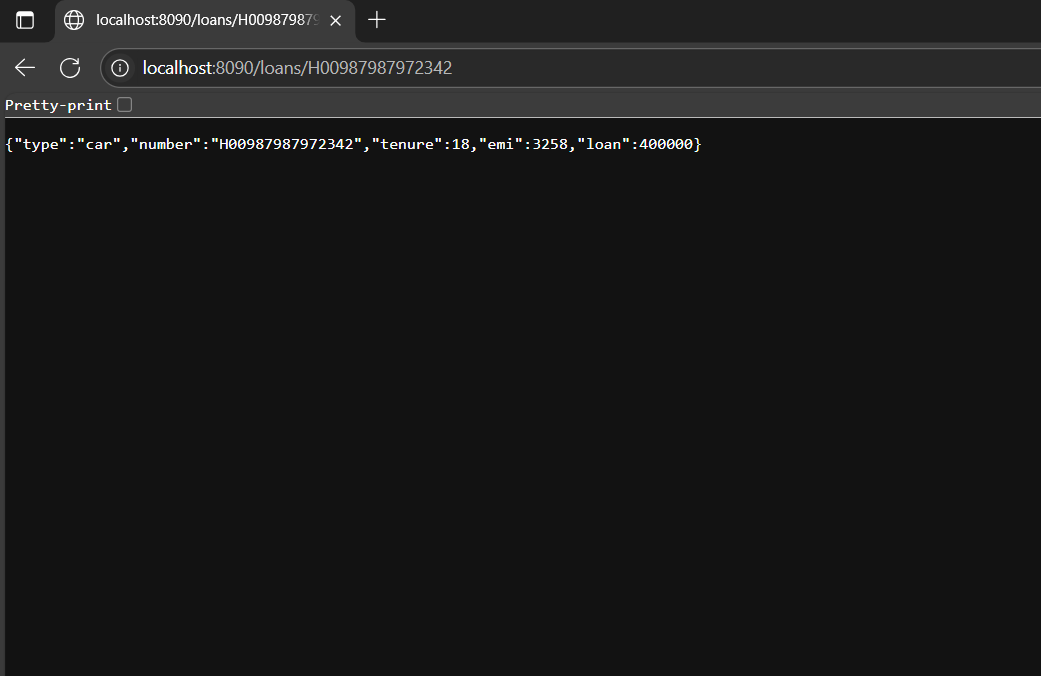 localhost:8090/loans/H00987987
localhost:8090/loans/H00987987972342
Pretty-print
{"type":"car","number":"H00987987972342","tenure":18,"emi":3258,"loan":400000}